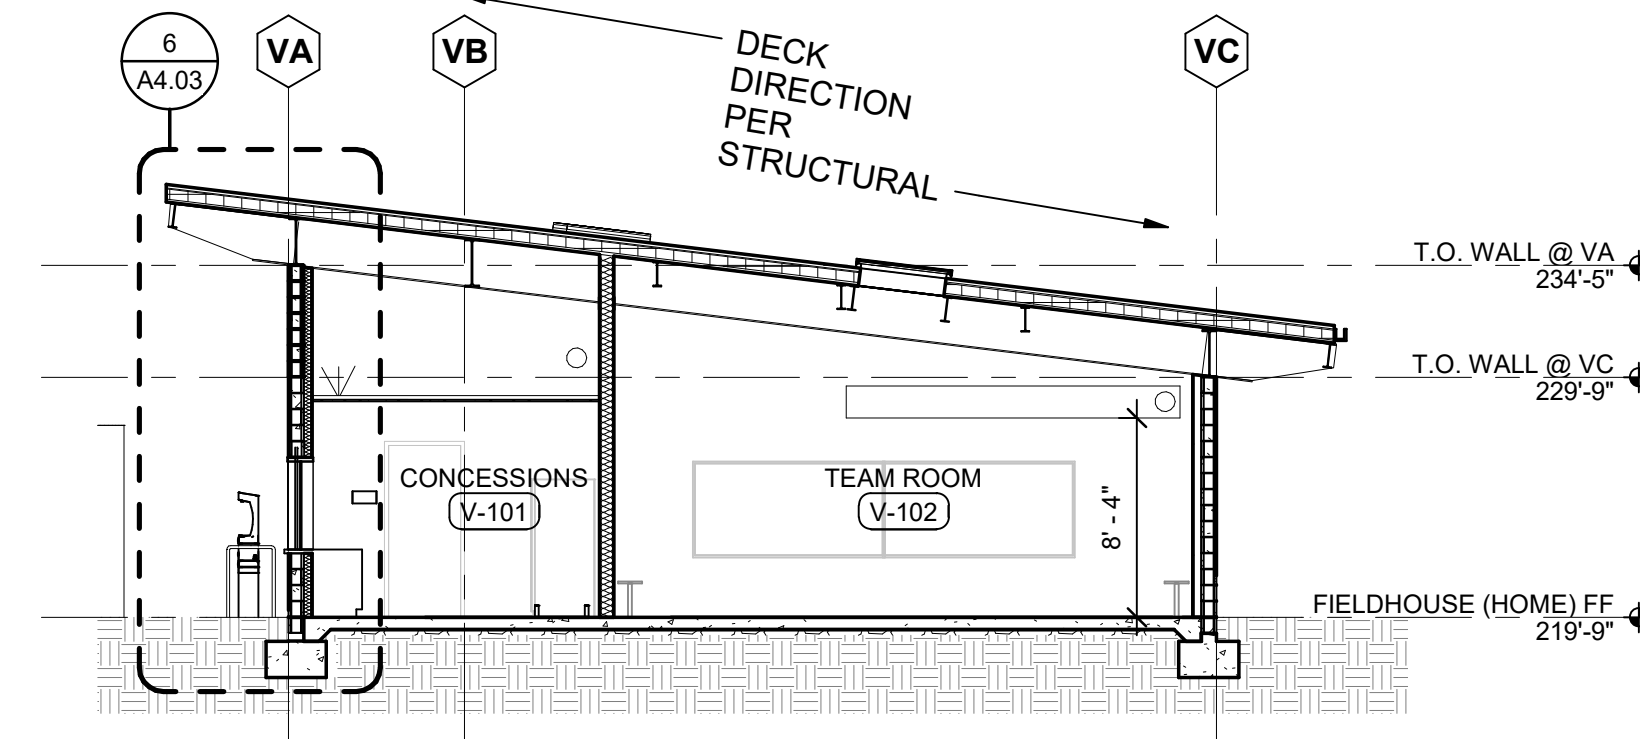 6
A4.03
VA
VB
VC
DECK
DIRECTION
PER
STRUCTURAL
T.O. WALL @ VA
234'-5"
T.O. WALL @ VC
229'-9"
CONCESSIONS
V-101
TEAM ROOM
V-102
8' - 4"
FIELDHOUSE (HOME) FF
219'-9"